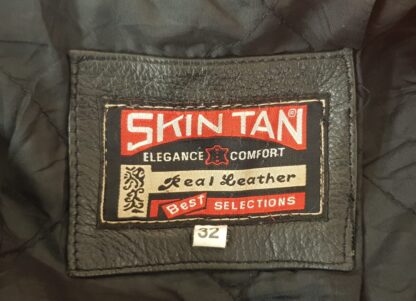 SKIN TAN®
ELEGANCE COMFORT
Real Leather
Best SELECTIONS
32